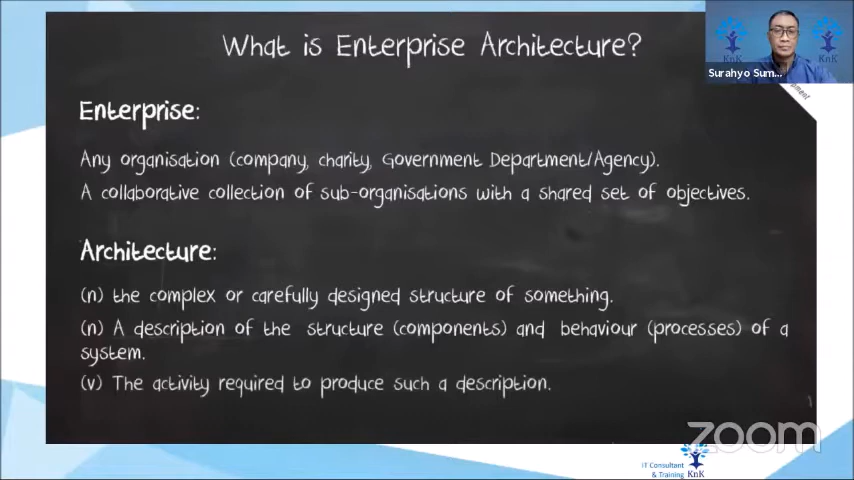 What is Enterprise Architecture?
KnK
KnK
Surahyo Sum...
Enterprise:
Any organisation (company, charity, Government Department/Agency).
A collaborative collection of sub-organisations with a shared set of objectives.
Architecture:
(n) the complex or carefully designed structure of something.
(n) A description of the structure (components) and behaviour (processes) of a
system.
(v) The activity required to produce such a description.
zoom
IT Consultant
& Training
KnK